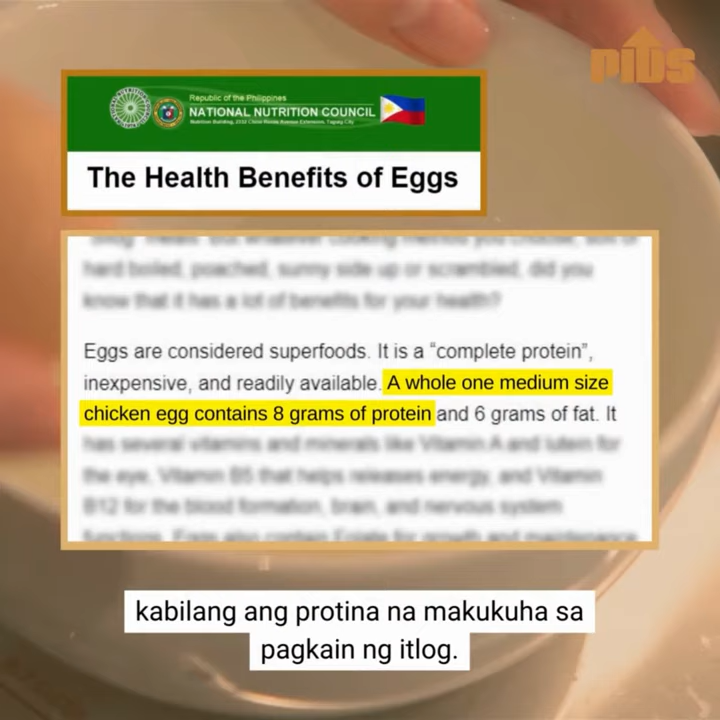 PIDS
Republic of the Philippines
NATIONAL NUTRITION COUNCIL
The Health Benefits of Eggs
hard boiled, poached, sunny side up or scrambled, did you
know that it has a lot of benefits for your health?
Eggs are considered superfoods. It is a “complete protein”,
inexpensive, and readily available. A whole one medium size
chicken egg contains 8 grams of protein and 6 grams of fat. It
has several vitamins and minerals like Vitamin A and lutein for
the eye, Vitamin B5 that helps releases energy, and Vitamin
B12 for the blood formation, brain, and nervous system
kabilang ang protina na makukuha sa
pagkain ng itlog.